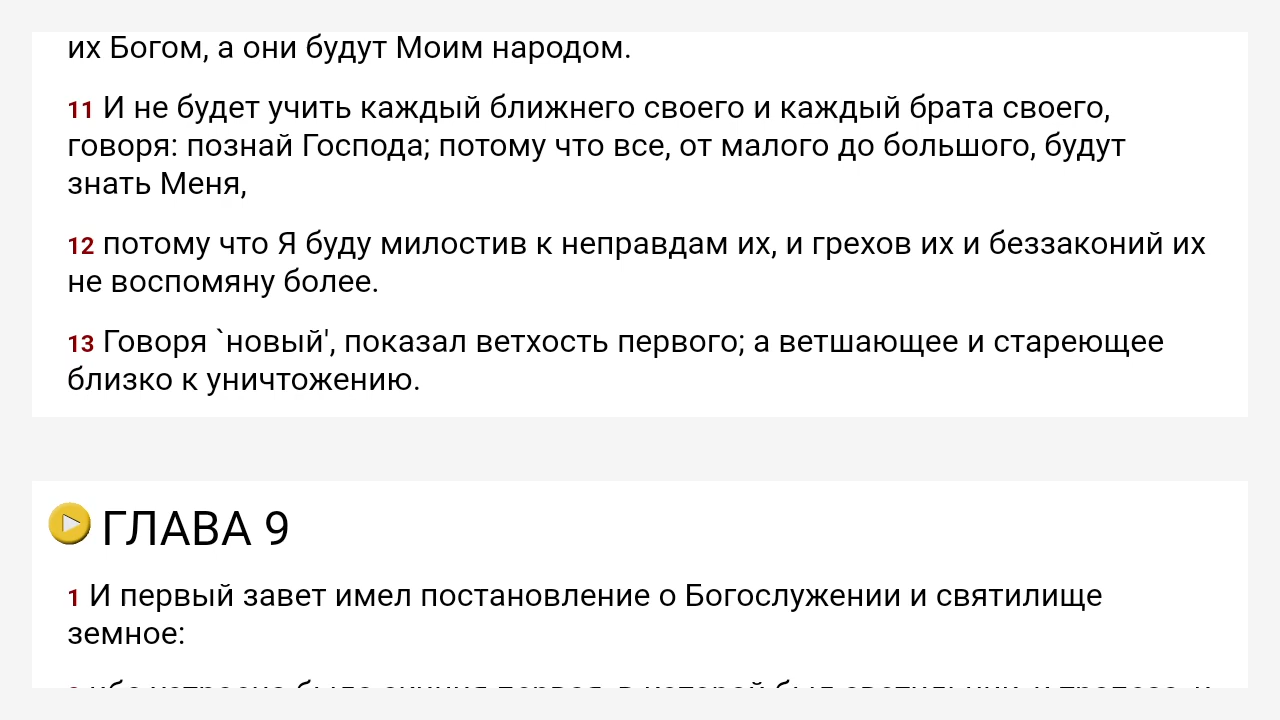 их Богом, а они будут Моим народом.
11 И не будет учить каждый ближнего своего и каждый брата своего,
говоря: познай Господа; потому что все, от малого до большого, будут
знать Меня,
12 потому что Я буду милостив к неправдам их, и грехов их и беззаконий их
не воспомяну более.
13 Говоря `новый', показал ветхость первого; а ветшающее и стареющее
близко к уничтожению.
ГЛАВА 9
1 И первый завет имел постановление о Богослужении и святилище
земное: